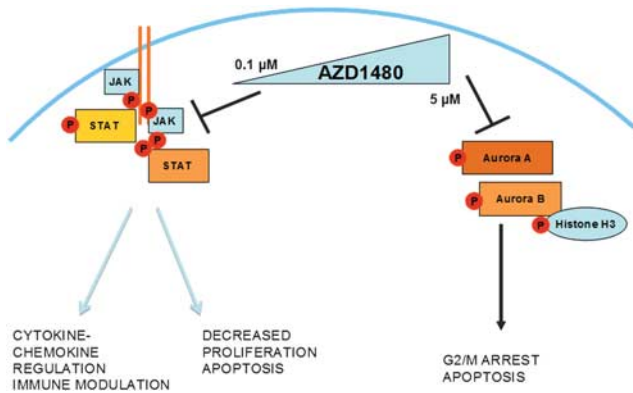 0.1 µM
AZD1480
5 µM
JAK
P
P
P
STAT
JAK
P
P
STAT
P
Aurora A
P
Aurora B
P
Histone H3
CYTOKINE-
CHEMOKINE
REGULATION
IMMUNE MODULATION
DECREASED
PROLIFERATION
APOPTOSIS
G2/M ARREST
APOPTOSIS